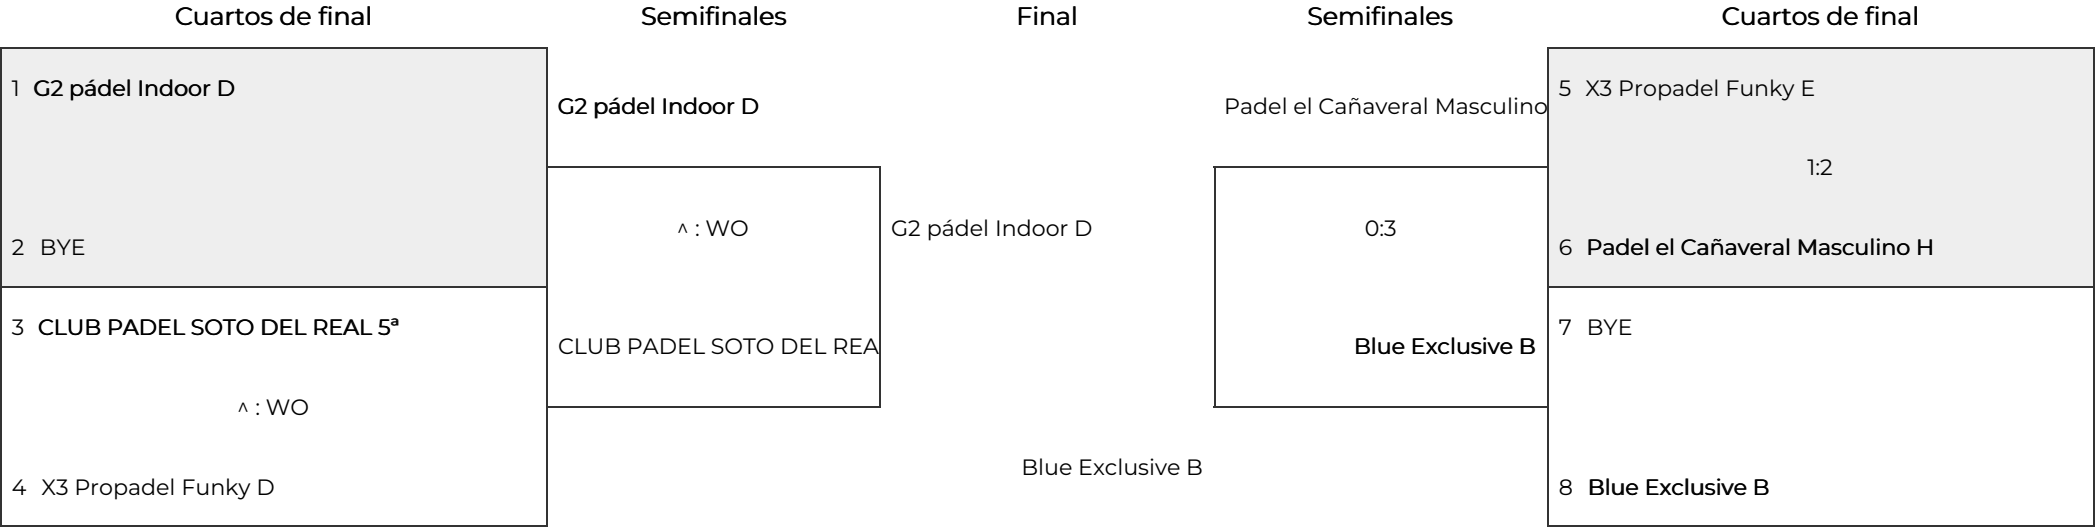 Cuartos de final
Semifinales
Final
Semifinales
Cuartos de final
1 G2 pádel Indoor D
2 BYE
3 CLUB PADEL SOTO DEL REAL 5ª
^ : WO
4 X3 Propadel Funky D
G2 pádel Indoor D
^ : WO
CLUB PADEL SOTO DEL REA
G2 pádel Indoor D
Blue Exclusive B
Padel el Cañaveral Masculino
0:3
Blue Exclusive B
5 X3 Propadel Funky E
1:2
6 Padel el Cañaveral Masculino H
7 BYE
8 Blue Exclusive B